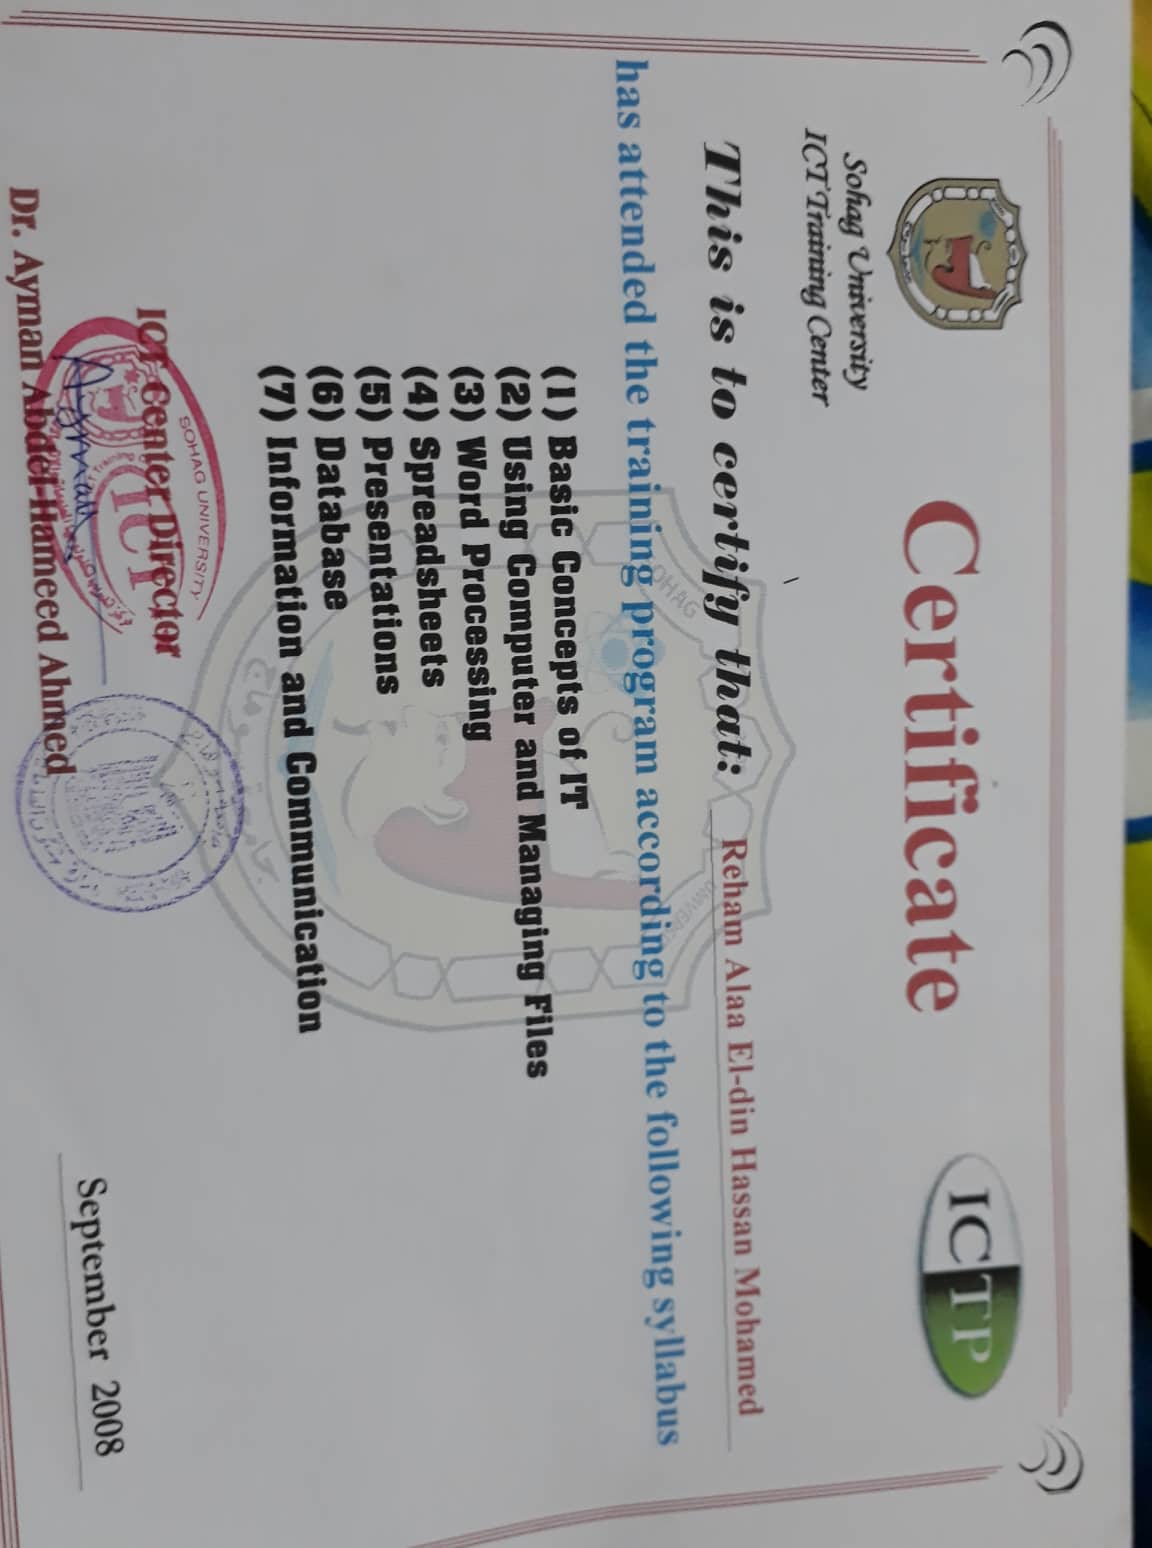 Sohag University
ICT Training Center
Certificate
ICTP
This is to certify that: Reham Alaa El-din Hassan Mohamed
has attended the training program according to the following syllabus
(1) Basic Concepts of IT
(2) Using Computer and Managing Files
(3) Word Processing
(4) Spreadsheets
(5) Presentations
(6) Database
(7) Information and Communication
SOHAG
SOHAG UNIVERSITY
ICT Center Director
Ayman
Dr. Ayman Abdel-Hameed Ahmed
September 2008